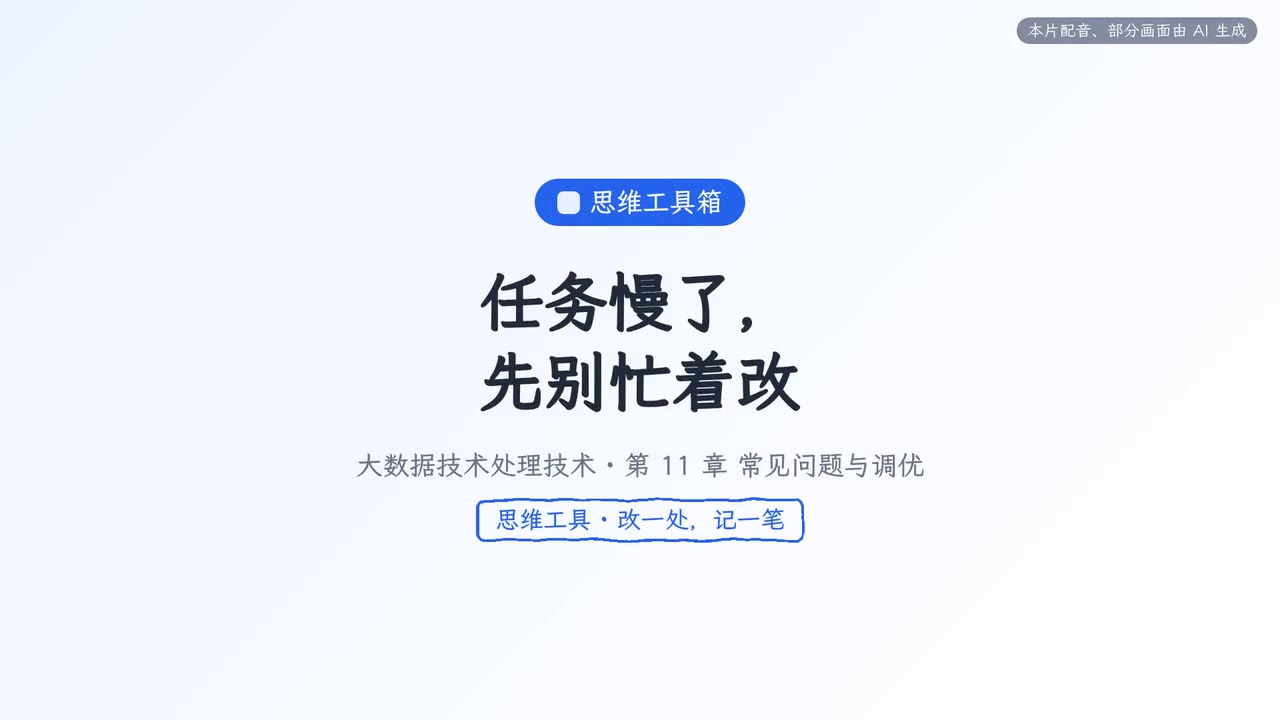 本片配音、部分画面由 AI 生成
思维工具箱
任务慢了，
先别忙着改
大数据技术处理技术·第 11 章 常见问题与调优
思维工具·改一处，记一笔